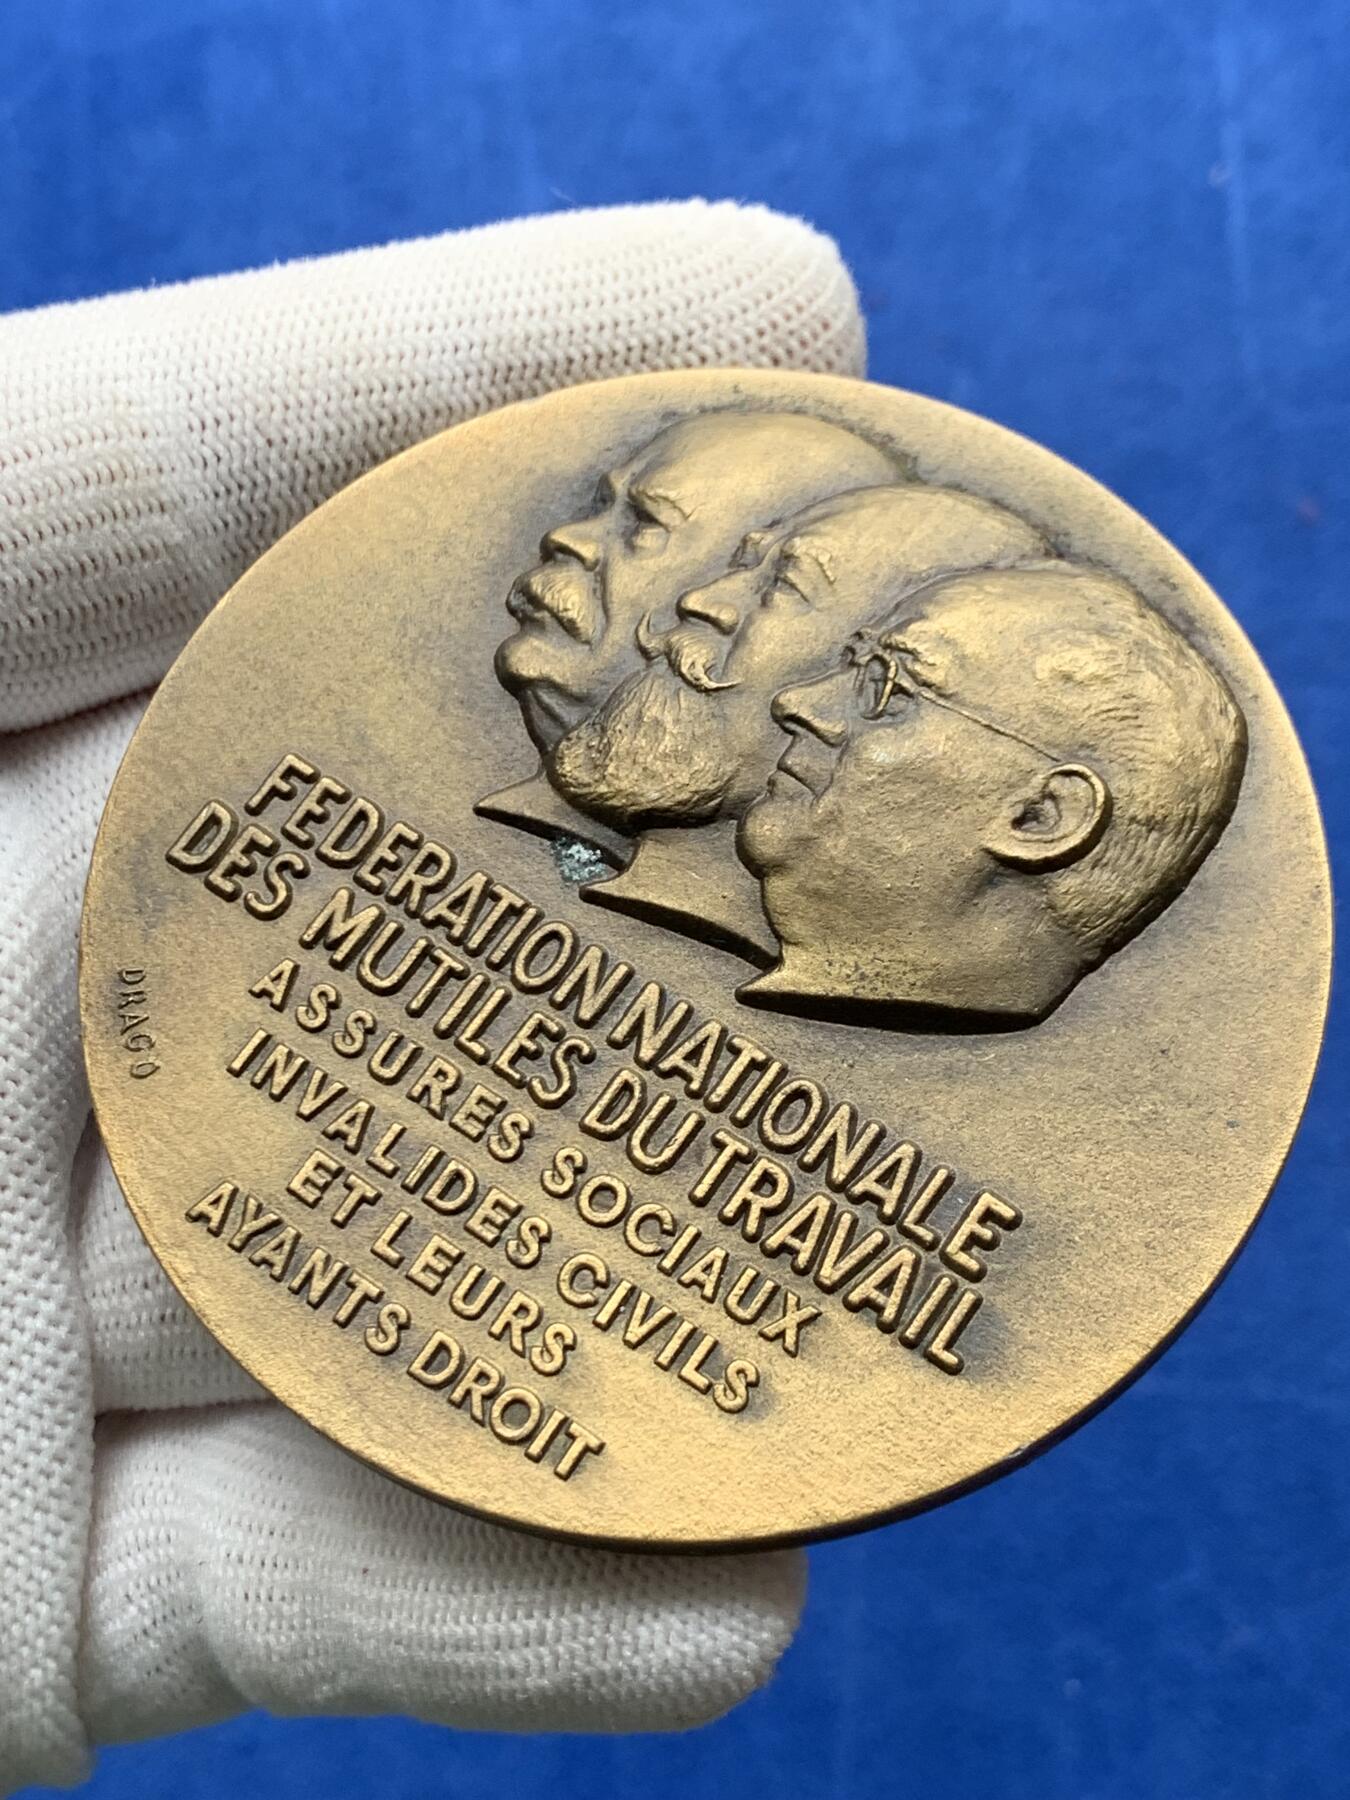 FEDERATION NATIONALE
DES MUTILES DU TRAVAIL
ASSURES SOCIAUX
INVALIDES CIVILS
ET LEURS
AYANTS DROIT
DRAGO